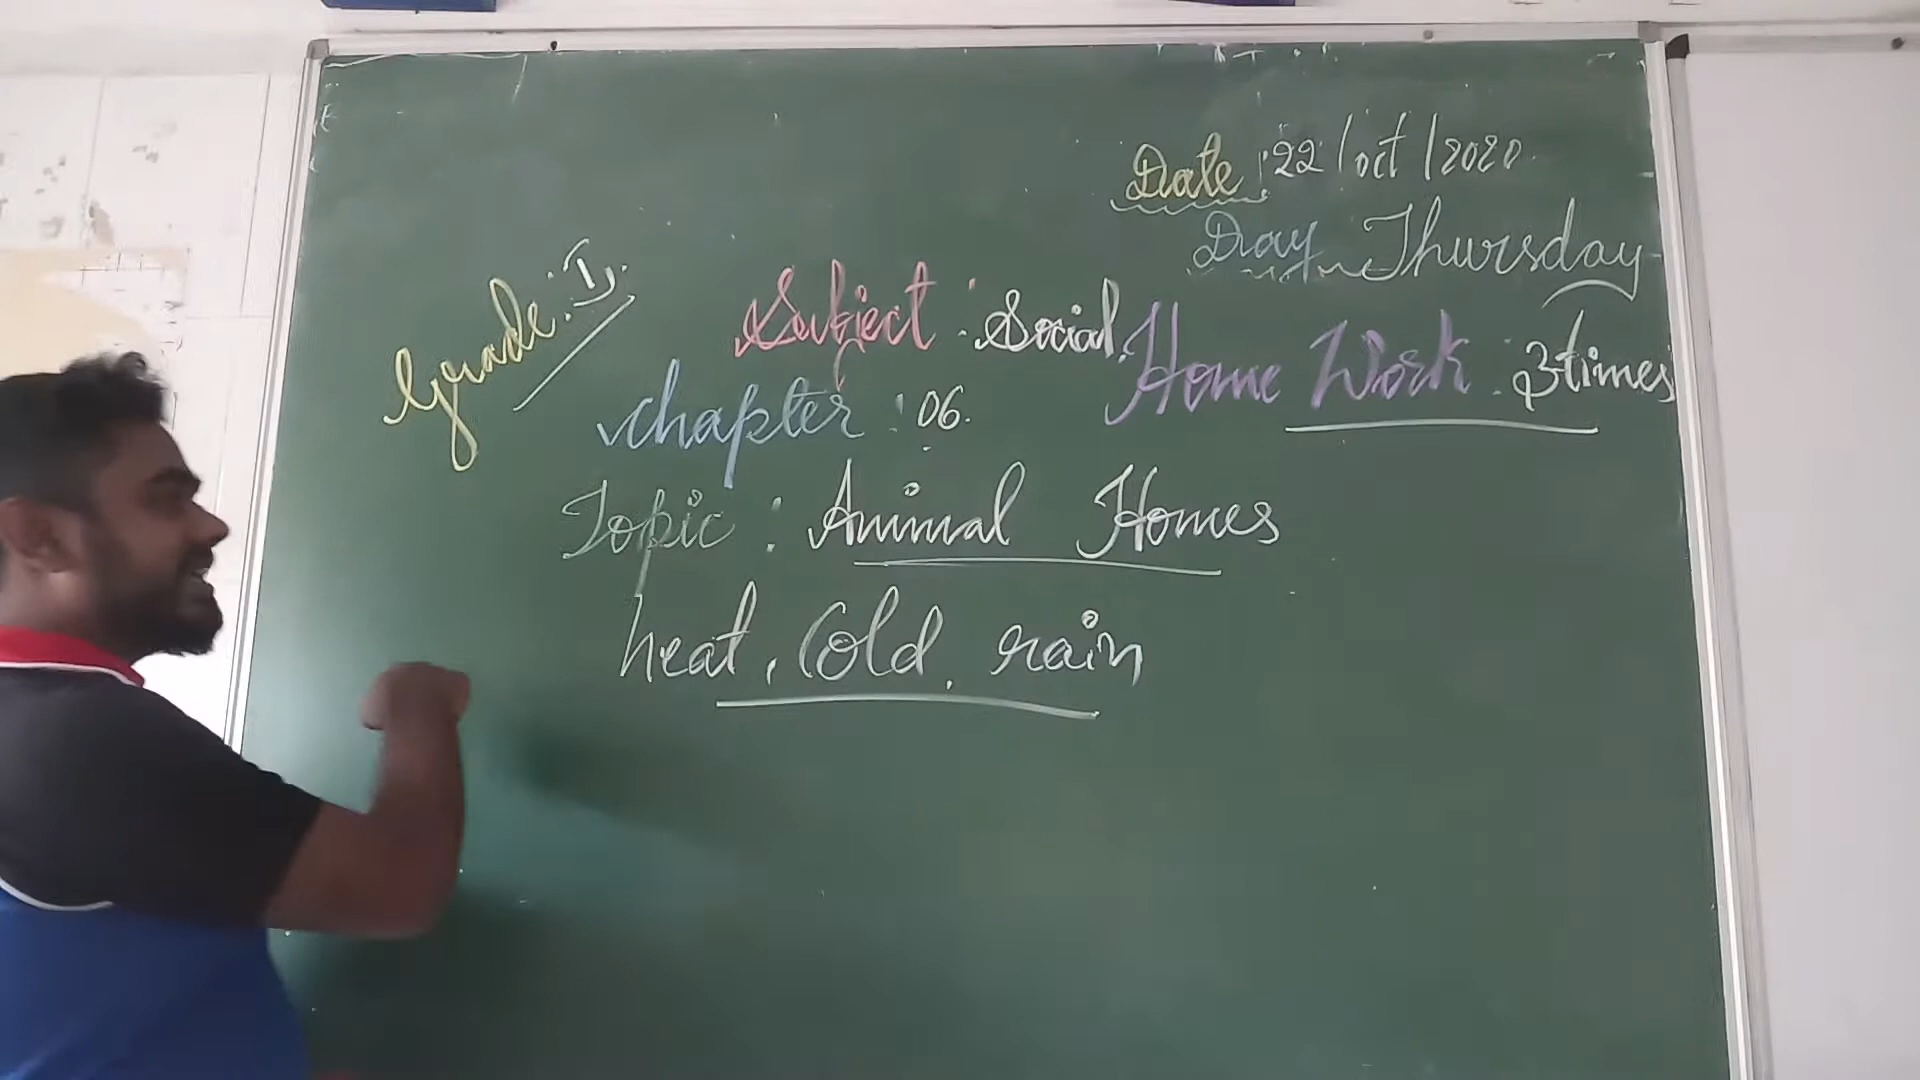 Date : 22/oct/2020
Day Thursday
Grade : I
Subject : Social
Home Work : 3times
chapter : 06.
Topic : Animal Homes
heat, Cold, rain